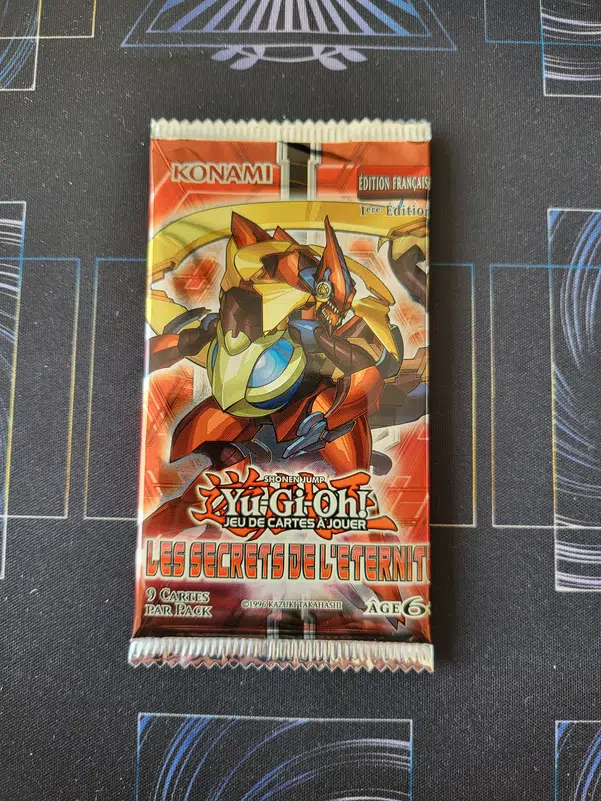 KONAMI
EDITION FRANÇAIS
1ère Édition
SHONEN JUMP
Yu-Gi-Oh!
JEU DE CARTES À JOUER
LES SECRETS DE L'ETERNIT
9 CARTES
PAR PACK
©1996 KAZUKI TAKAHASHI
ÂGE 6